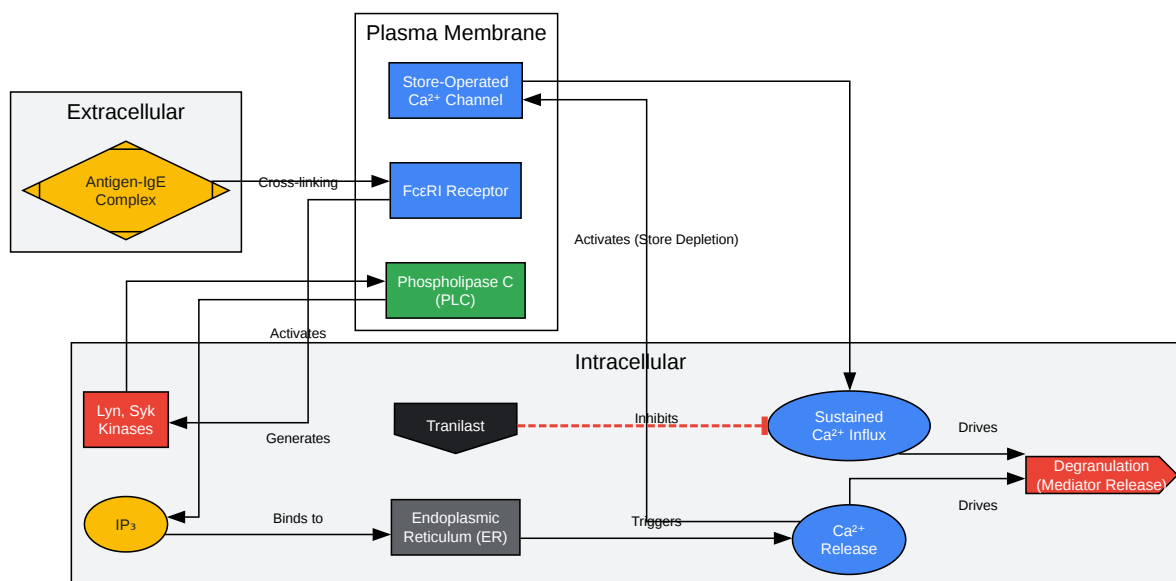 Plasma Membrane
Store-Operated
Ca²⁺ Channel
Extracellular
Antigen-IgE
Complex
Cross-linking
FcεRI Receptor
Activates (Store Depletion)
Phospholipase C
(PLC)
Activates
Intracellular
Lyn, Syk
Kinases
Generates
Tranilast
Inhibits
Sustained
Ca²⁺ Influx
Drives
Degranulation
(Mediator Release)
Drives
IP₃
Binds to
Endoplasmic
Reticulum (ER)
Triggers
Ca²⁺
Release